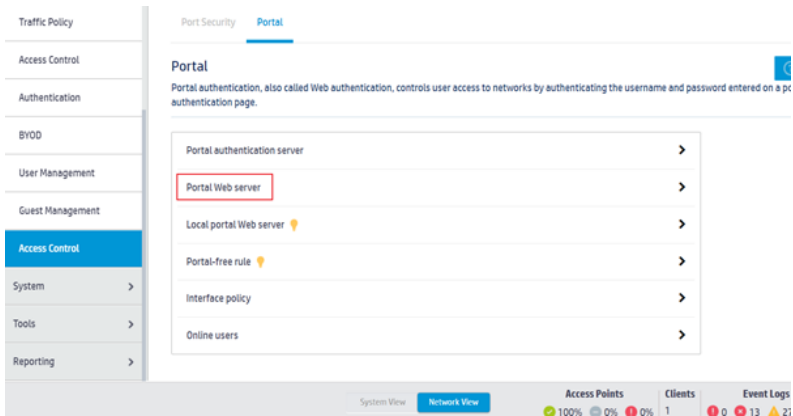 Traffic Policy
Access Control
Authentication
BYOD
User Management
Guest Management
Access Control
System
Tools
Reporting
Port Security Portal
Portal
Portal authentication, also called Web authentication, controls user access to networks by authenticating the username and password entered on a
authentication page.
Portal authentication server
Portal Web server
Local portal Web server
Portal-free rule
Interface policy
Online users
System View Network View
Access Points Clients Event Logs
100% 0% 0% 1 0 13